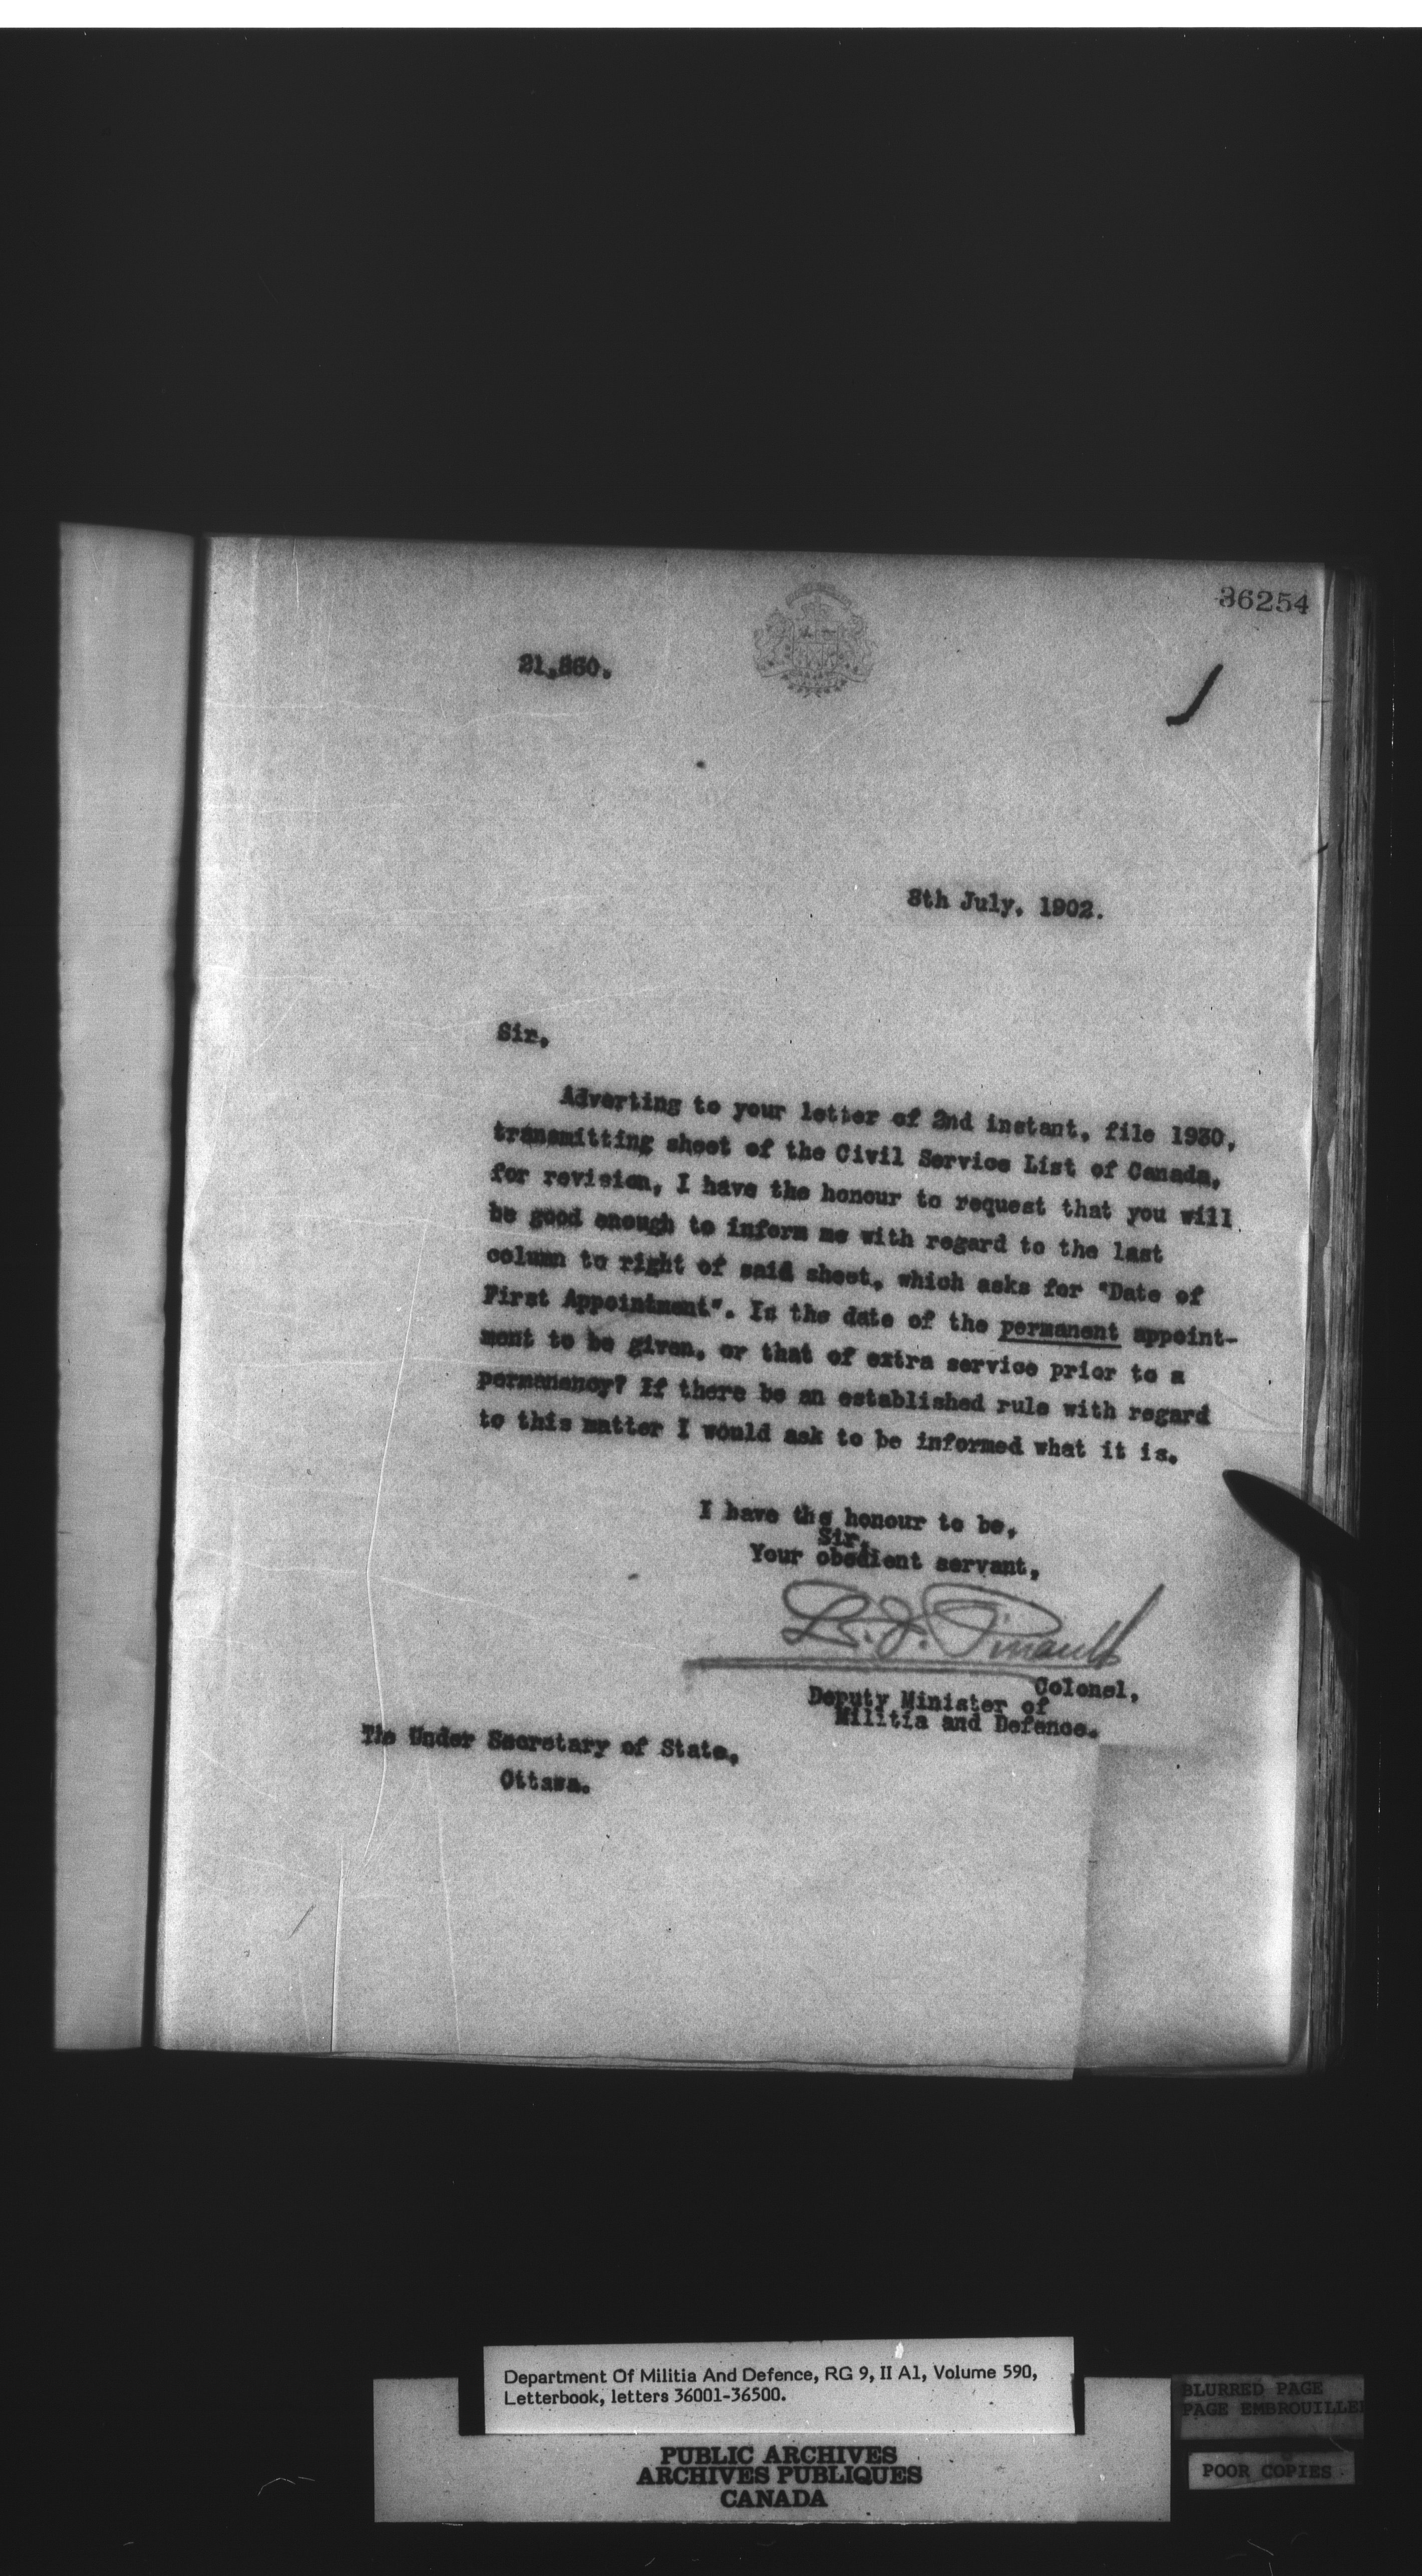 36254
21,860.
8th July, 1902.
Sir,
Adverting to your letter of 2nd instant, file 1930,
transmitting sheet of the Civil Service List of Canada,
for revision, I have the honour to request that you will
be good enough to inform me with regard to the last
column to right of said sheet, which asks for "Date of
First Appointment". Is the date of the permanent appoint-
ment to be given, or that of extra service prior to a
permanency? If there be an established rule with regard
to this matter I would ask to be informed what it is.
I have the honour to be,
Sir,
Your obedient servant,
L. F. Pinault
Colonel,
Deputy Minister of
Militia and Defence.
The Under Secretary of State,
Ottawa.
Department Of Militia And Defence, RG 9, II A1, Volume 590,
Letterbook, letters 36001-36500.
PUBLIC ARCHIVES
ARCHIVES PUBLIQUES
CANADA
BLURRED PAGE
PAGE EMBROUILLE
POOR COPIES